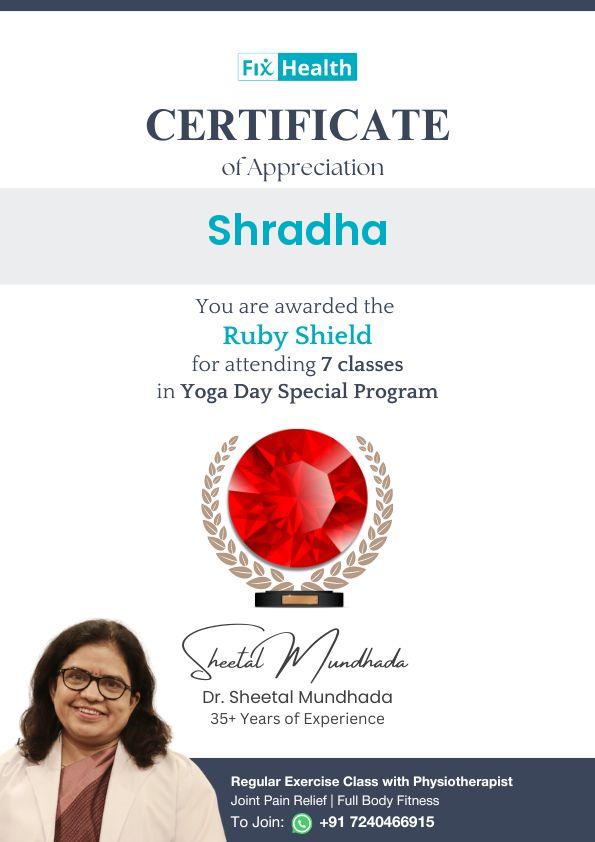 Fix Health
CERTIFICATE
of Appreciation
Shradha
You are awarded the
Ruby Shield
for attending 7 classes
in Yoga Day Special Program
Sheetal Mundhada
Dr. Sheetal Mundhada
35+ Years of Experience
Regular Exercise Class with Physiotherapist
Joint Pain Relief | Full Body Fitness
To Join: +91 7240466915